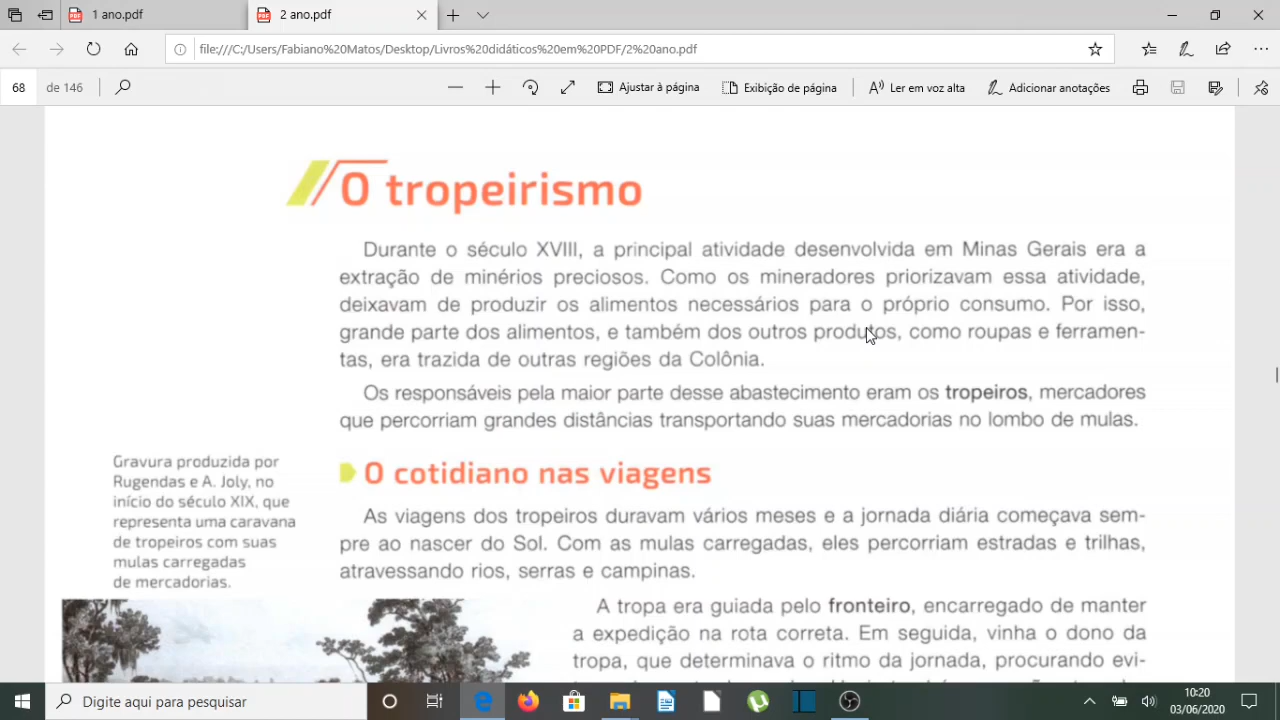 1 ano.pdf
2 ano.pdf
file:///C:/Users/Fabiano%20Matos/Desktop/Livros%20didáticos%20em%20PDF/2%20ano.pdf
68 de 146
Ajustar à página
Exibição de página
Ler em voz alta
Adicionar anotações
O tropeirismo
Durante o século XVIII, a principal atividade desenvolvida em Minas Gerais era a
extração de minérios preciosos. Como os mineradores priorizavam essa atividade,
deixavam de produzir os alimentos necessários para o próprio consumo. Por isso,
grande parte dos alimentos, e também dos outros produtos, como roupas e ferramen-
tas, era trazida de outras regiões da Colônia.
Os responsáveis pela maior parte desse abastecimento eram os tropeiros, mercadores
que percorriam grandes distâncias transportando suas mercadorias no lombo de mulas.
Gravura produzida por
Rugendas e A. Joly, no
início do século XIX, que
representa uma caravana
de tropeiros com suas
mulas carregadas
de mercadorias.
O cotidiano nas viagens
As viagens dos tropeiros duravam vários meses e a jornada diária começava sem-
pre ao nascer do Sol. Com as mulas carregadas, eles percorriam estradas e trilhas,
atravessando rios, serras e campinas.
A tropa era guiada pelo fronteiro, encarregado de manter
a expedição na rota correta. Em seguida, vinha o dono da
tropa, que determinava o ritmo da jornada, procurando evi-
Digite aqui para pesquisar
10:20
03/06/2020